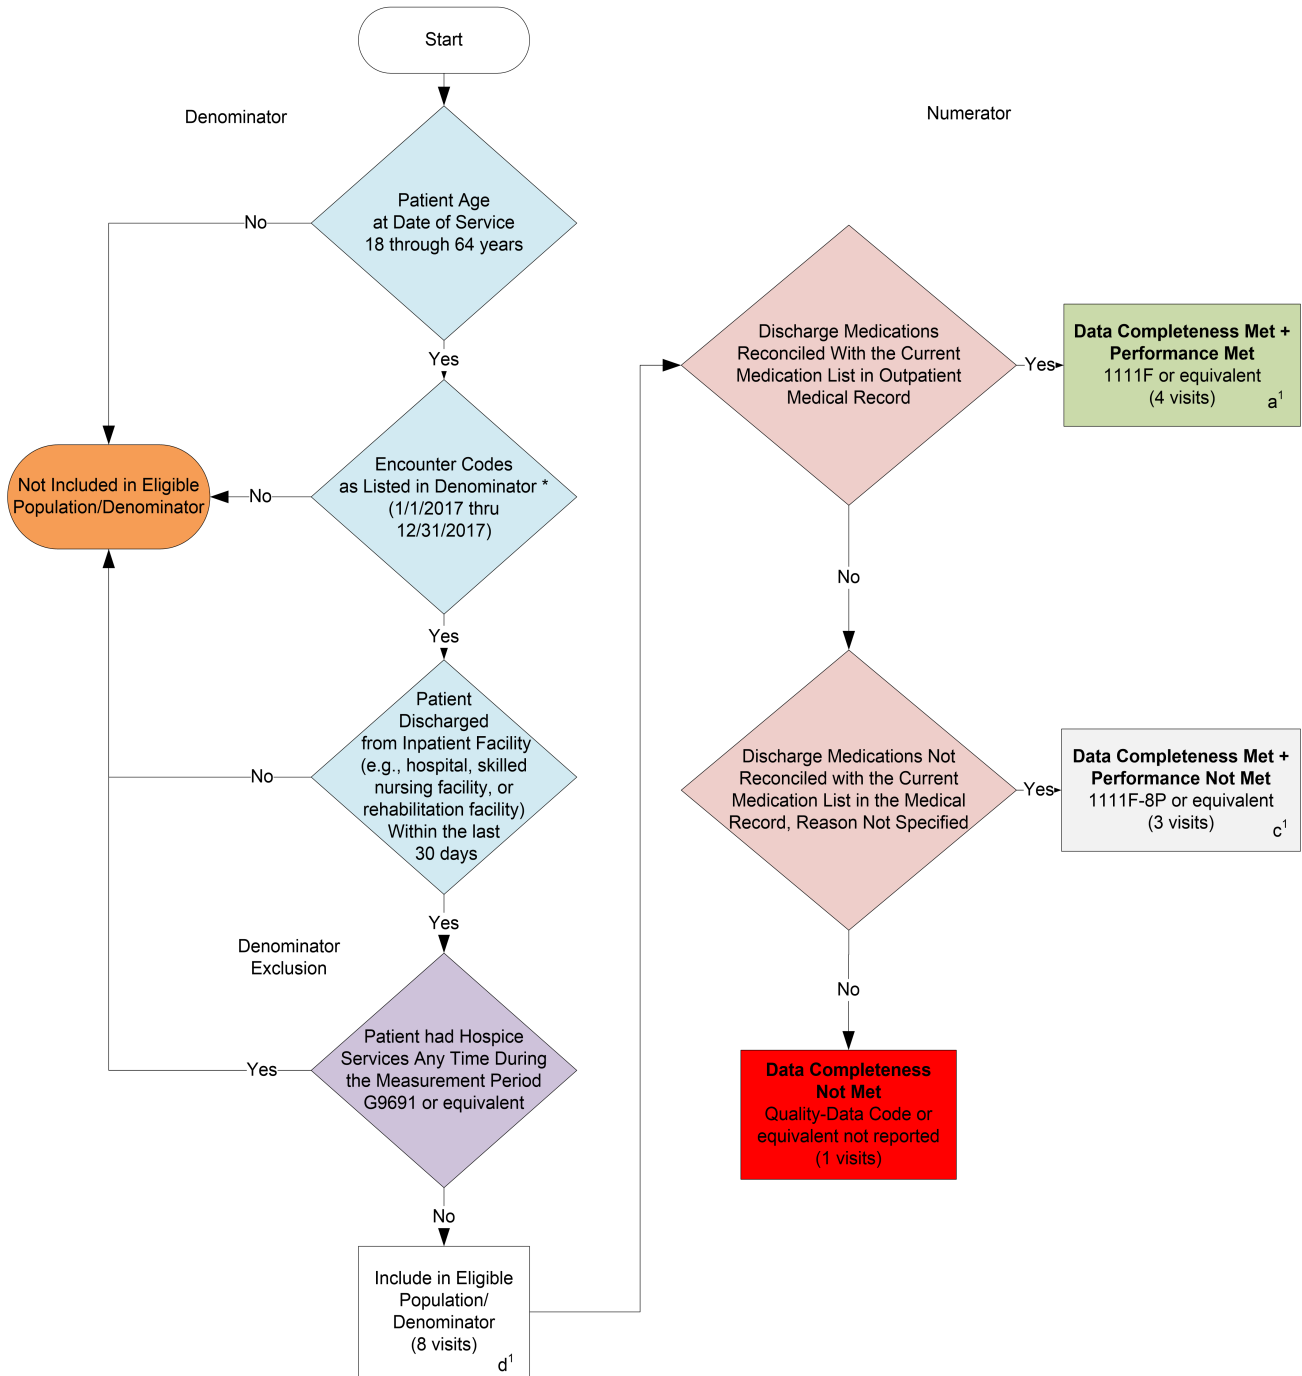 Start
Denominator
Patient Age
at Date of Service
18 through 64 years
No
Yes
Encounter Codes
as Listed in Denominator *
(1/1/2017 thru
12/31/2017)
No
Not Included in Eligible
Population/Denominator
Yes
Patient
Discharged
from Inpatient Facility
(e.g., hospital, skilled
nursing facility, or
rehabilitation facility)
Within the last
30 days
No
Yes
Denominator
Exclusion
Patient had Hospice
Services Any Time During
the Measurement Period
G9691 or equivalent
Yes
No
Include in Eligible
Population/
Denominator
(8 visits)
d¹
Numerator
Discharge Medications
Reconciled With the Current
Medication List in Outpatient
Medical Record
Yes
Data Completeness Met +
Performance Met
1111F or equivalent
(4 visits)
a¹
No
Discharge Medications Not
Reconciled with the Current
Medication List in the Medical
Record, Reason Not Specified
Yes
Data Completeness Met +
Performance Not Met
1111F-8P or equivalent
(3 visits)
c¹
No
Data Completeness
Not Met
Quality-Data Code or
equivalent not reported
(1 visits)